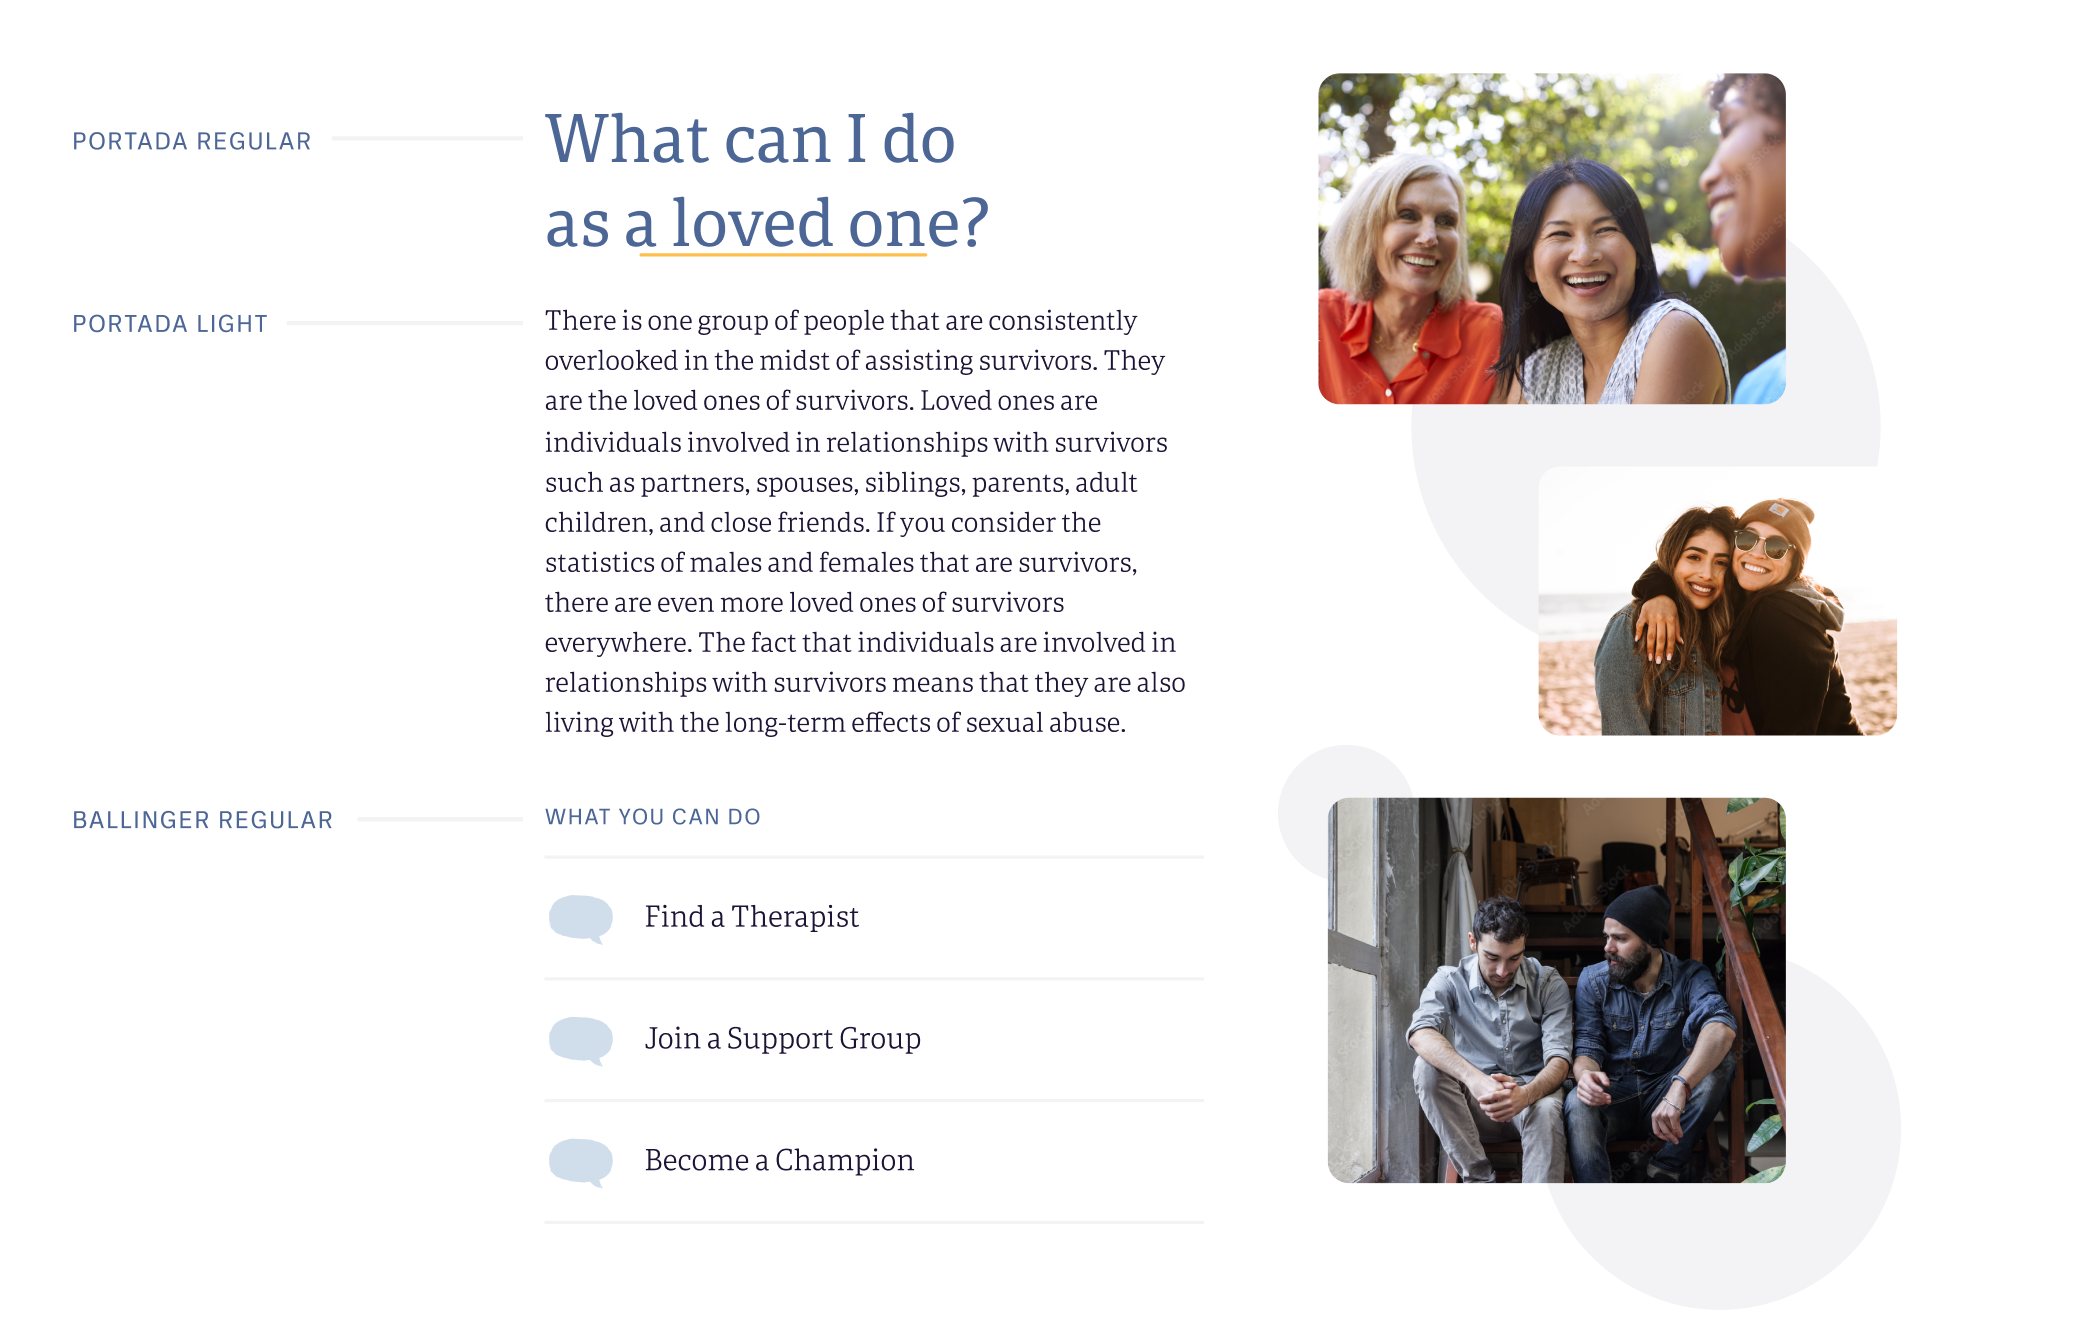 PORTADA REGULAR
What can I do
as a loved one?
PORTADA LIGHT
There is one group of people that are consistently
overlooked in the midst of assisting survivors. They
are the loved ones of survivors. Loved ones are
individuals involved in relationships with survivors
such as partners, spouses, siblings, parents, adult
children, and close friends. If you consider the
statistics of males and females that are survivors,
there are even more loved ones of survivors
everywhere. The fact that individuals are involved in
relationships with survivors means that they are also
living with the long-term effects of sexual abuse.
BALLINGER REGULAR
WHAT YOU CAN DO
Find a Therapist
Join a Support Group
Become a Champion
Adobe Stock